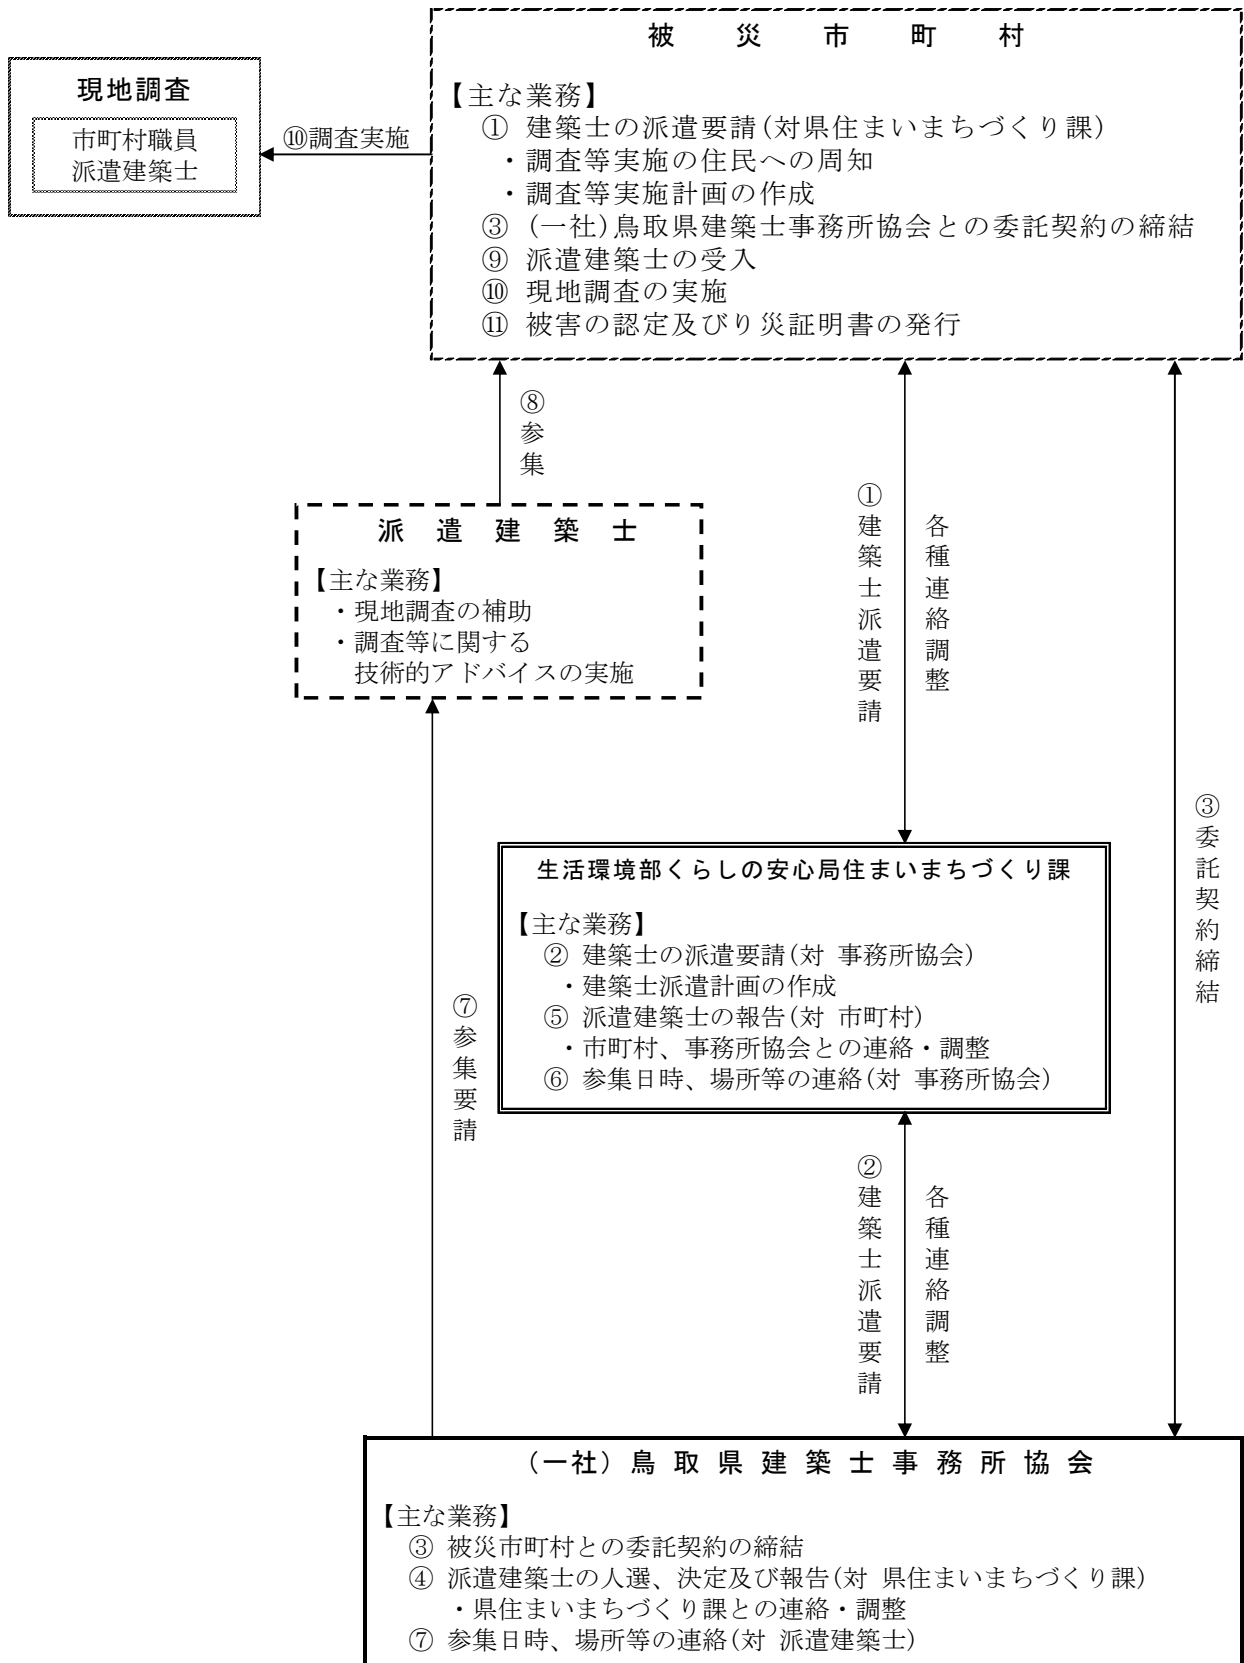 被災市町村
【主な業務】
① 建築士の派遣要請(対県住まいまちづくり課)
・調査等実施の住民への周知
・調査等実施計画の作成
③ (一社)鳥取県建築士事務所協会との委託契約の締結
⑨ 派遣建築士の受入
⑩ 現地調査の実施
⑪ 被害の認定及びり災証明書の発行
現地調査
市町村職員
派遣建築士
⑩調査実施
⑧参集
派遣建築士
【主な業務】
・現地調査の補助
・調査等に関する
技術的アドバイスの実施
①建築士派遣要請
各種連絡調整
③委託契約締結
生活環境部くらしの安心局住まいまちづくり課
【主な業務】
② 建築士の派遣要請(対 事務所協会)
・建築士派遣計画の作成
⑤ 派遣建築士の報告(対 市町村)
・市町村、事務所協会との連絡・調整
⑥ 参集日時、場所等の連絡(対 事務所協会)
⑦参集要請
②建築士派遣要請
各種連絡調整
(一社)鳥取県建築士事務所協会
【主な業務】
③ 被災市町村との委託契約の締結
④ 派遣建築士の人選、決定及び報告(対 県住まいまちづくり課)
・県住まいまちづくり課との連絡・調整
⑦ 参集日時、場所等の連絡(対 派遣建築士)